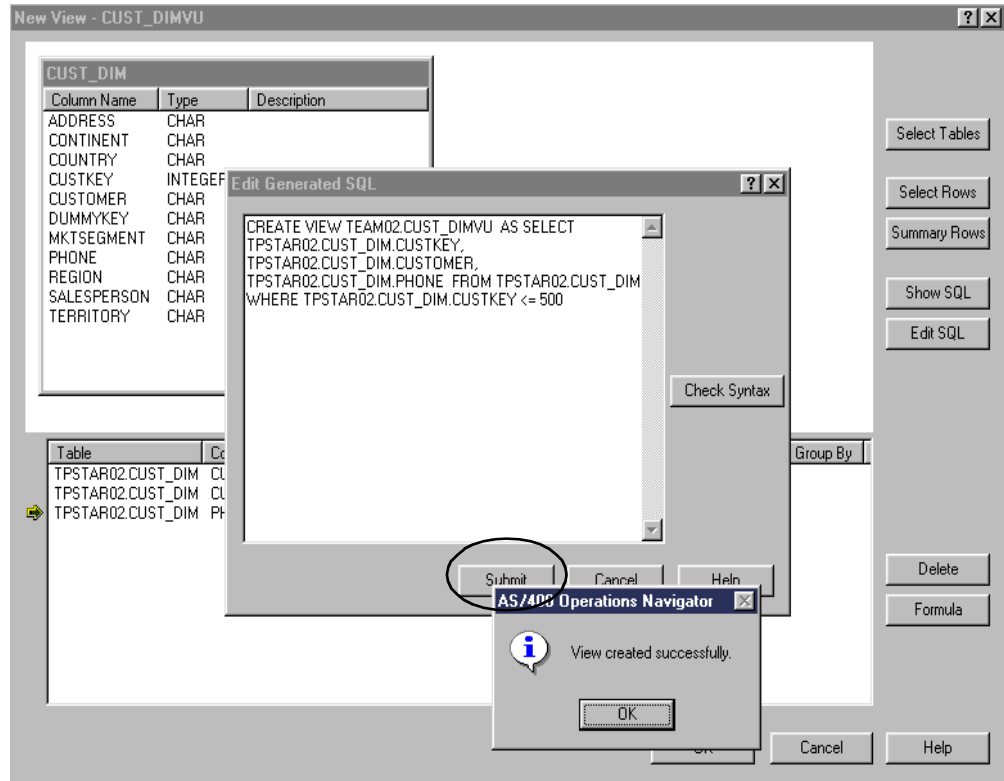 New View - CUST_DIMVU
CUST_DIM
Column Name Type Description
ADDRESS CHAR
CONTINENT CHAR
COUNTRY CHAR
CUSTKEY INTEGER
CUSTOMER CHAR
DUMMYKEY CHAR
MKTSEGMENT CHAR
PHONE CHAR
REGION CHAR
SALESPERSON CHAR
TERRITORY CHAR
Select Tables
Select Rows
Summary Rows
Show SQL
Edit SQL
Edit Generated SQL
CREATE VIEW TEAM02.CUST_DIMVU AS SELECT
TPSTAR02.CUST_DIM.CUSTKEY,
TPSTAR02.CUST_DIM.CUSTOMER,
TPSTAR02.CUST_DIM.PHONE FROM TPSTAR02.CUST_DIM
WHERE TPSTAR02.CUST_DIM.CUSTKEY <= 500
Check Syntax
Submit Cancel Help
Table Group By
TPSTAR02.CUST_DIM
TPSTAR02.CUST_DIM
TPSTAR02.CUST_DIM
Delete
Formula
AS/400 Operations Navigator
View created successfully.
OK
OK Cancel Help